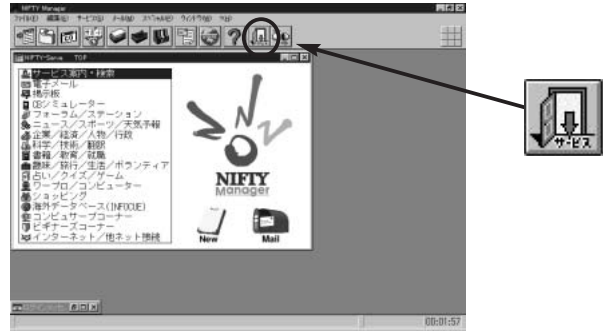 NIFTY Manager
ファイル(F) 編集(E) サービス(S) ツール(M) スペシャル(X) ウィンドウ(W) ヘルプ
NIFTY-Serve TOP
サービス案内・検索
電子メール
掲示板
CBシミュレーター
フォーラム/ステーション
ニュース/スポーツ/天気予報
企業/経済/人物/行政
科学/技術/翻訳
書籍/教育/就職
趣味/旅行/生活/ボランティア
占い/クイズ/ゲーム
ワープロ/コンピューター
ショッピング
海外データベース(INFOCUE)
コンピュサーブコーナー
ビギナーズコーナー
インターネット/他ネット接続
NIFTY
Manager
New
Mail
サービス
00:01:57